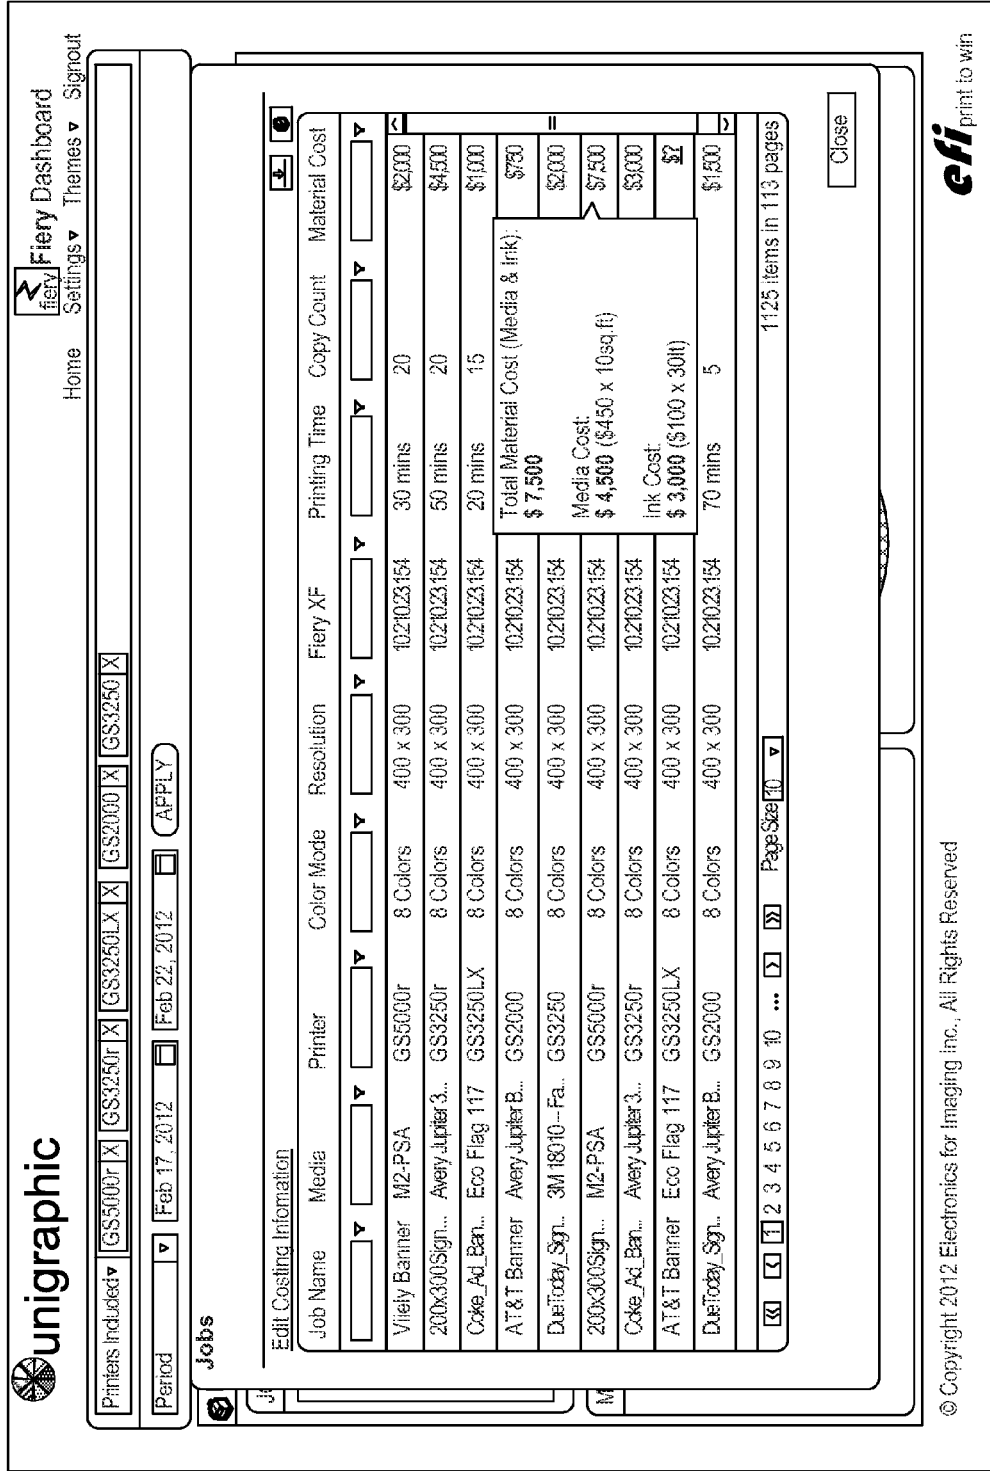 unigraphic
fiery Fiery Dashboard
Home Settings Themes Signout
Printers Included GS5000r X GS3250r X GS3250LX X GS2000 X GS3250 X
Period Feb 17, 2012 Feb 22, 2012 APPLY
Jobs
Edit Costing Infomation
Job Name Media Printer Color Mode Resolution Fiery XF Printing Time Copy Count Material Cost
Vliely Banner M2-PSA GS5000r 8 Colors 400 x 300 10.210.23.154 30 mins 20 $2,000
200x300Sign... Avery Jupiter 3... GS3250r 8 Colors 400 x 300 10.210.23.154 50 mins 20 $4,500
Coke_Ad_Ban... Eco Flag 117 GS3250LX 8 Colors 400 x 300 10.210.23.154 20 mins 15 $1,000
AT&T Banner Avery Jupiter B... GS2000 8 Colors 400 x 300 10.210.23.154 $750
DueToday_Sign... 3M 18010--Fa... GS3250 8 Colors 400 x 300 10.210.23.154 $2,000
200x300Sign... M2-PSA GS5000r 8 Colors 400 x 300 10.210.23.154 $7,500
Coke_Ad_Ban... Avery Jupiter 3... GS3250r 8 Colors 400 x 300 10.210.23.154 $3,000
AT&T Banner Eco Flag 117 GS3250LX 8 Colors 400 x 300 10.210.23.154 $?
DueToday_Sign... Avery Jupiter B... GS2000 8 Colors 400 x 300 10.210.23.154 70 mins 5 $1,500
Total Material Cost (Media & Ink):
$ 7,500
Media Cost:
$ 4,500 ($450 x 10sq.ft)
Ink Cost:
$ 3,000 ($100 x 30lt)
1 2 3 4 5 6 7 8 9 10 ... Page Size 10 1125 items in 113 pages
Close
Jo
M
© Copyright 2012 Electronics for Imaging Inc., All Rights Reserved
efi print to win